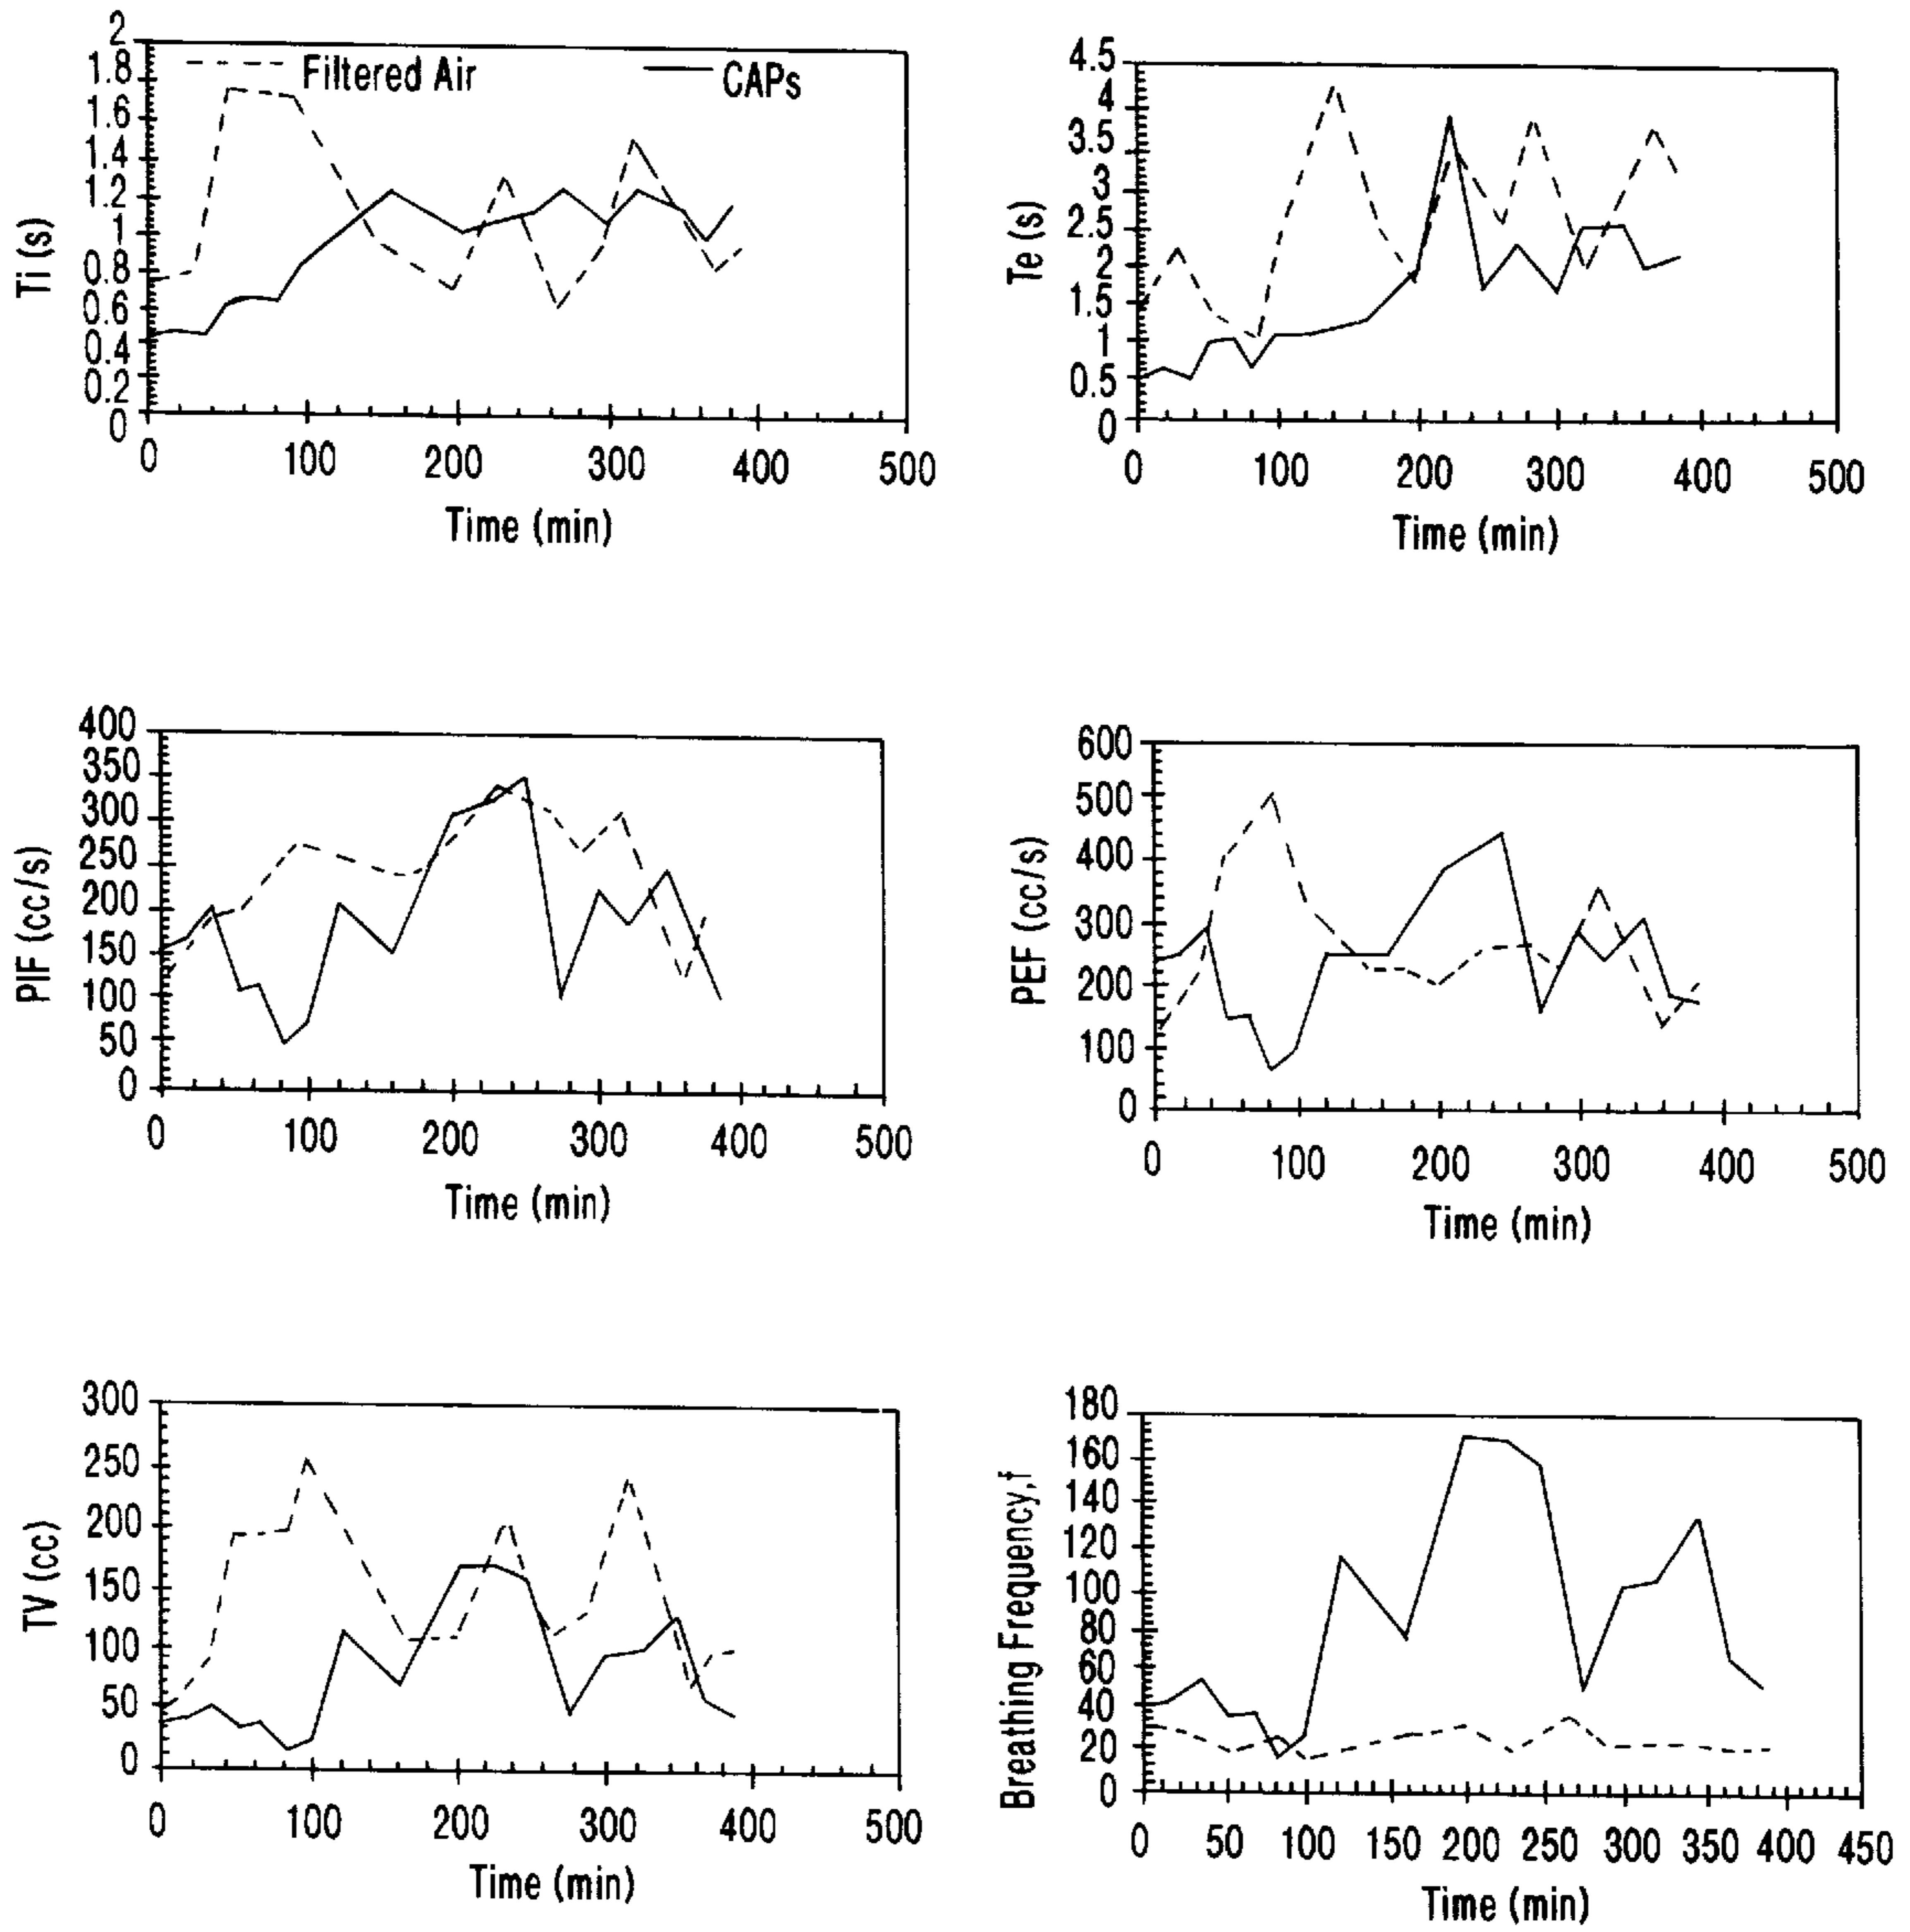 2
1.8
1.6
1.4
1.2
1
0.8
0.6
0.4
0.2
0
Filtered Air
CAPs
Ti (s)
0 100 200 300 400 500
Time (min)
4.5
4
3.5
3
2.5
2
1.5
1
0.5
0
Te (s)
0 100 200 300 400 500
Time (min)
400
350
300
250
200
150
100
50
0
PIF (cc/s)
0 100 200 300 400 500
Time (min)
600
500
400
300
200
100
0
PEF (cc/s)
0 100 200 300 400 500
Time (min)
300
250
200
150
100
50
0
TV (cc)
0 100 200 300 400 500
Time (min)
180
160
140
120
100
80
60
40
20
0
Breathing Frequency,f
0 50 100 150 200 250 300 350 400 450
Time (min)